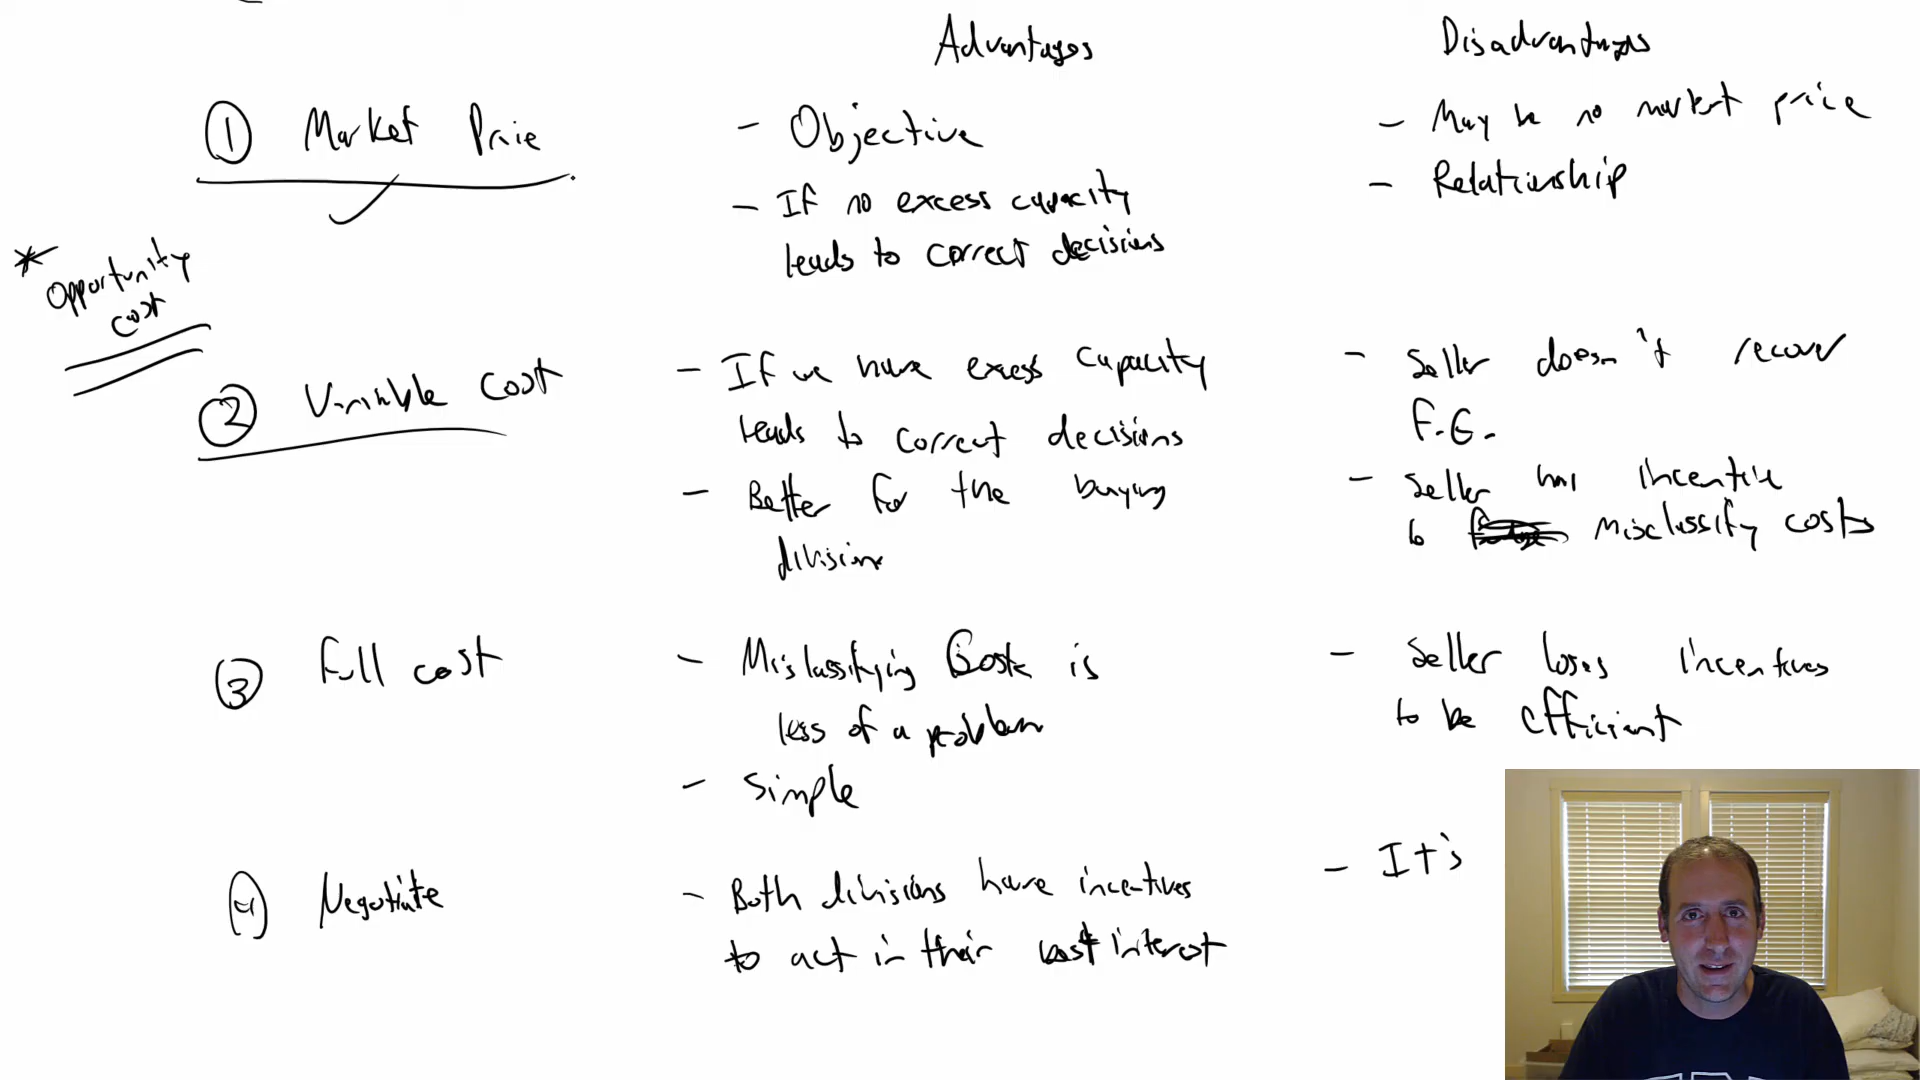 Advantages
Disadvantages
① Market Price
- Objective
- If no excess capacity
leads to correct decisions
- May be no market price
- Relationship
* Opportunity
cost
② Variable cost
- If we have excess capacity
leads to correct decisions
- Better for the buying
division
- Seller doesn't recover
F.C.
- Seller has incentive
to misclassify costs
③ Full cost
- Misclassifying Costs is
less of a problem
- Simple
- Seller loses incentives
to be efficient
④ Negotiate
- Both divisions have incentives
to act in their best interest
- It's